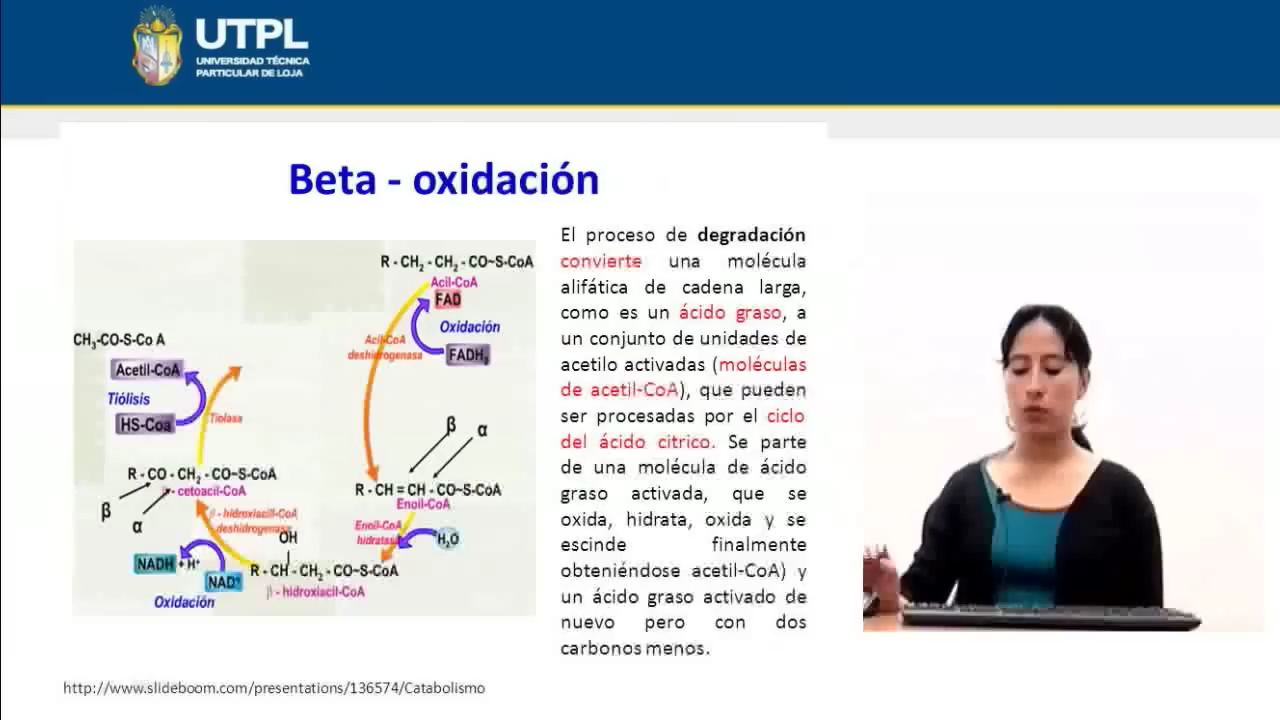 UTPL
UNIVERSIDAD TÉCNICA
PARTICULAR DE LOJA
Beta - oxidación
R - CH₂ - CH₂ - CO~S-CoA
Acil-CoA
FAD
Oxidación
FADH₂
Acil-CoA
deshidrogenasa
CH₃-CO-S-Co A
Acetil-CoA
Tiólisis
HS-Coa
Tiolasa
β
α
R - CO - CH₂ - CO~S-CoA
β - cetoacil-CoA
β
α
R - CH = CH - CO~S-CoA
Enoil-CoA
Enoil-CoA
hidratasa
H₂O
β - hidroxiacil-CoA
deshidrogenasa
OH
NADH + H⁺
NAD⁺
R - CH - CH₂ - CO~S-CoA
β - hidroxiacil-CoA
Oxidación
El proceso de degradación
convierte una molécula
alifática de cadena larga,
como es un ácido graso, a
un conjunto de unidades de
acetilo activadas (moléculas
de acetil-CoA), que pueden
ser procesadas por el ciclo
del ácido citrico. Se parte
de una molécula de ácido
graso activada, que se
oxida, hidrata, oxida y se
escinde finalmente
obteniéndose acetil-CoA) y
un ácido graso activado de
nuevo pero con dos
carbonos menos.
http://www.slideboom.com/presentations/136574/Catabolismo